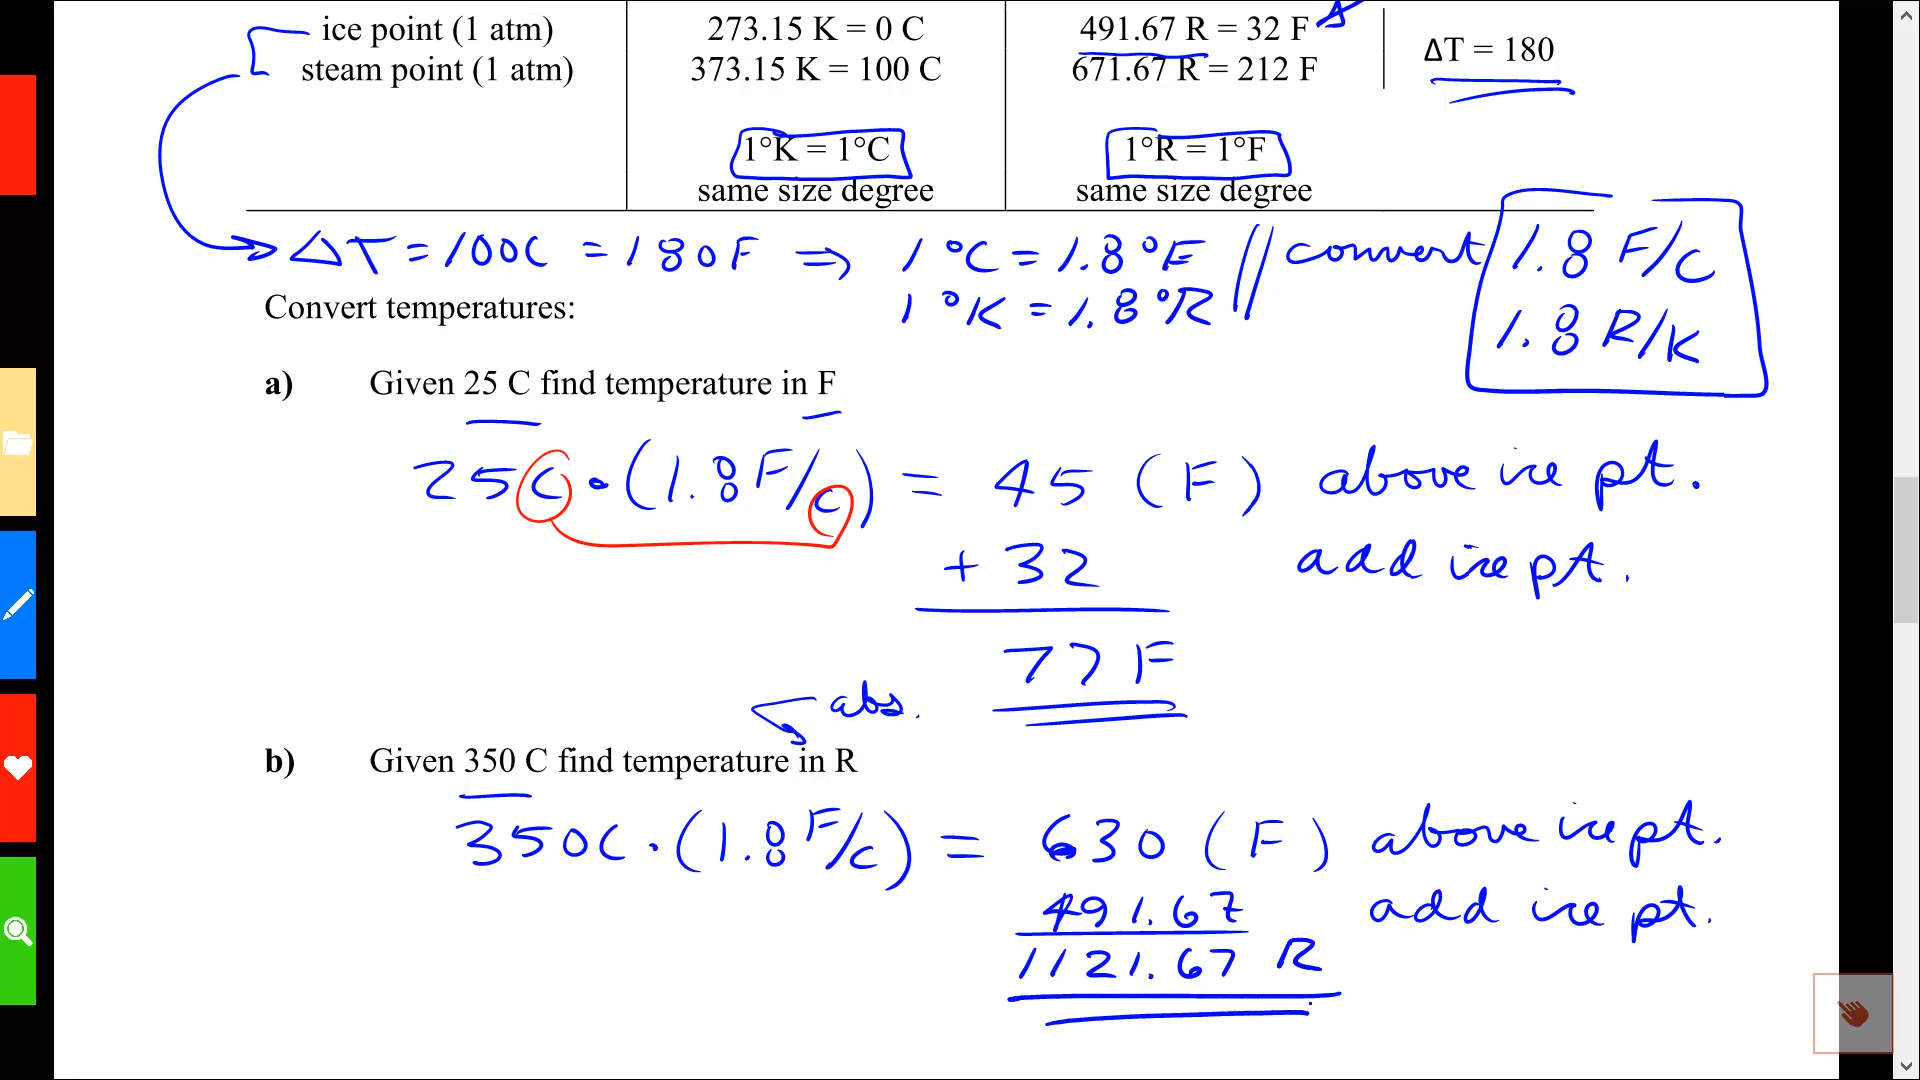 ice point (1 atm) 273.15 K = 0 C 491.67 R = 32 F
ΔT = 180
steam point (1 atm) 373.15 K = 100 C 671.67 R = 212 F
1°K = 1°C 1°R = 1°F
same size degree same size degree
ΔT = 100C = 180F ⇒ 1°C = 1.8°F // convert 1.8 F/C
1°K = 1.8°R 1.8 R/K
Convert temperatures:
a) Given 25 C find temperature in F
25C · (1.8 F/C) = 45 (F) above ice pt.
+ 32 add ice pt.
77 F
abs.
b) Given 350 C find temperature in R
350C · (1.8 F/C) = 630 (F) above ice pt.
491.67 add ice pt.
1121.67 R